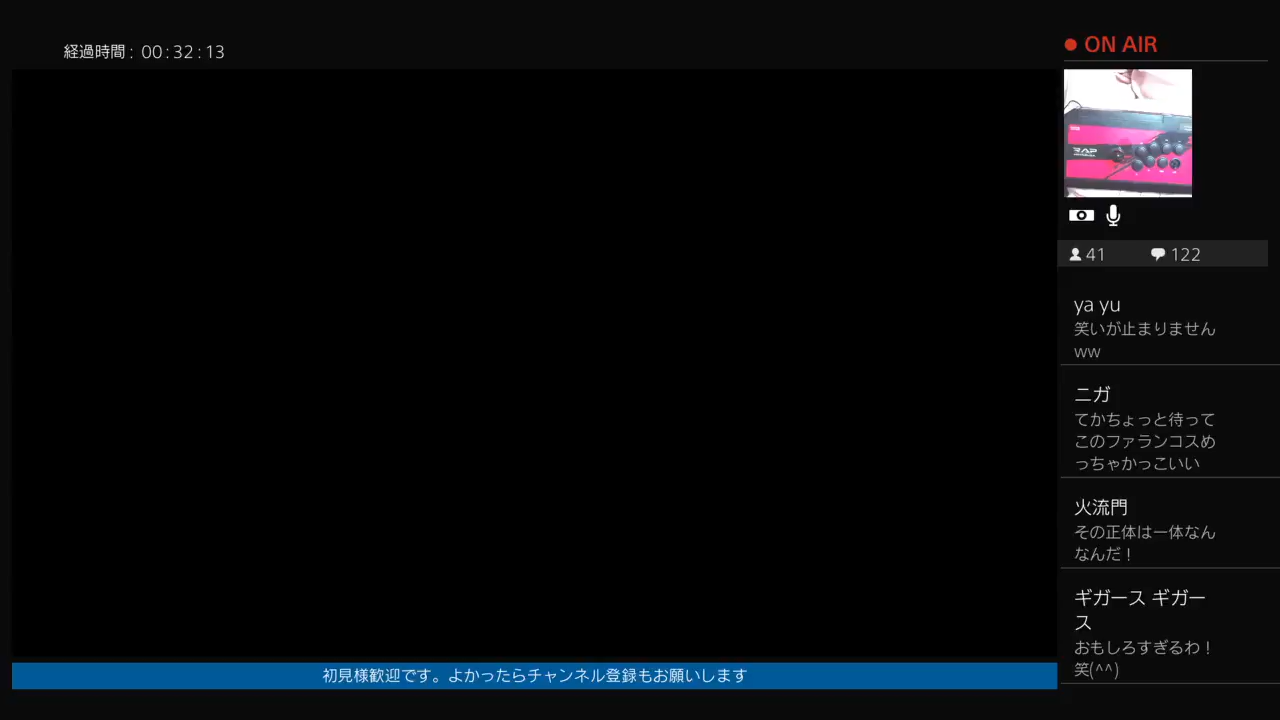 経過時間 : 00:32:13
● ON AIR
RAP
41
122
ya yu
笑いが止まりません
ww
ニガ
てかちょっと待って
このファランコスめ
っちゃかっこいい
火流門
その正体は一体なん
なんだ！
ギガース ギガー
ス
おもしろすぎるわ！
笑(^^)
初見様歓迎です。よかったらチャンネル登録もお願いします